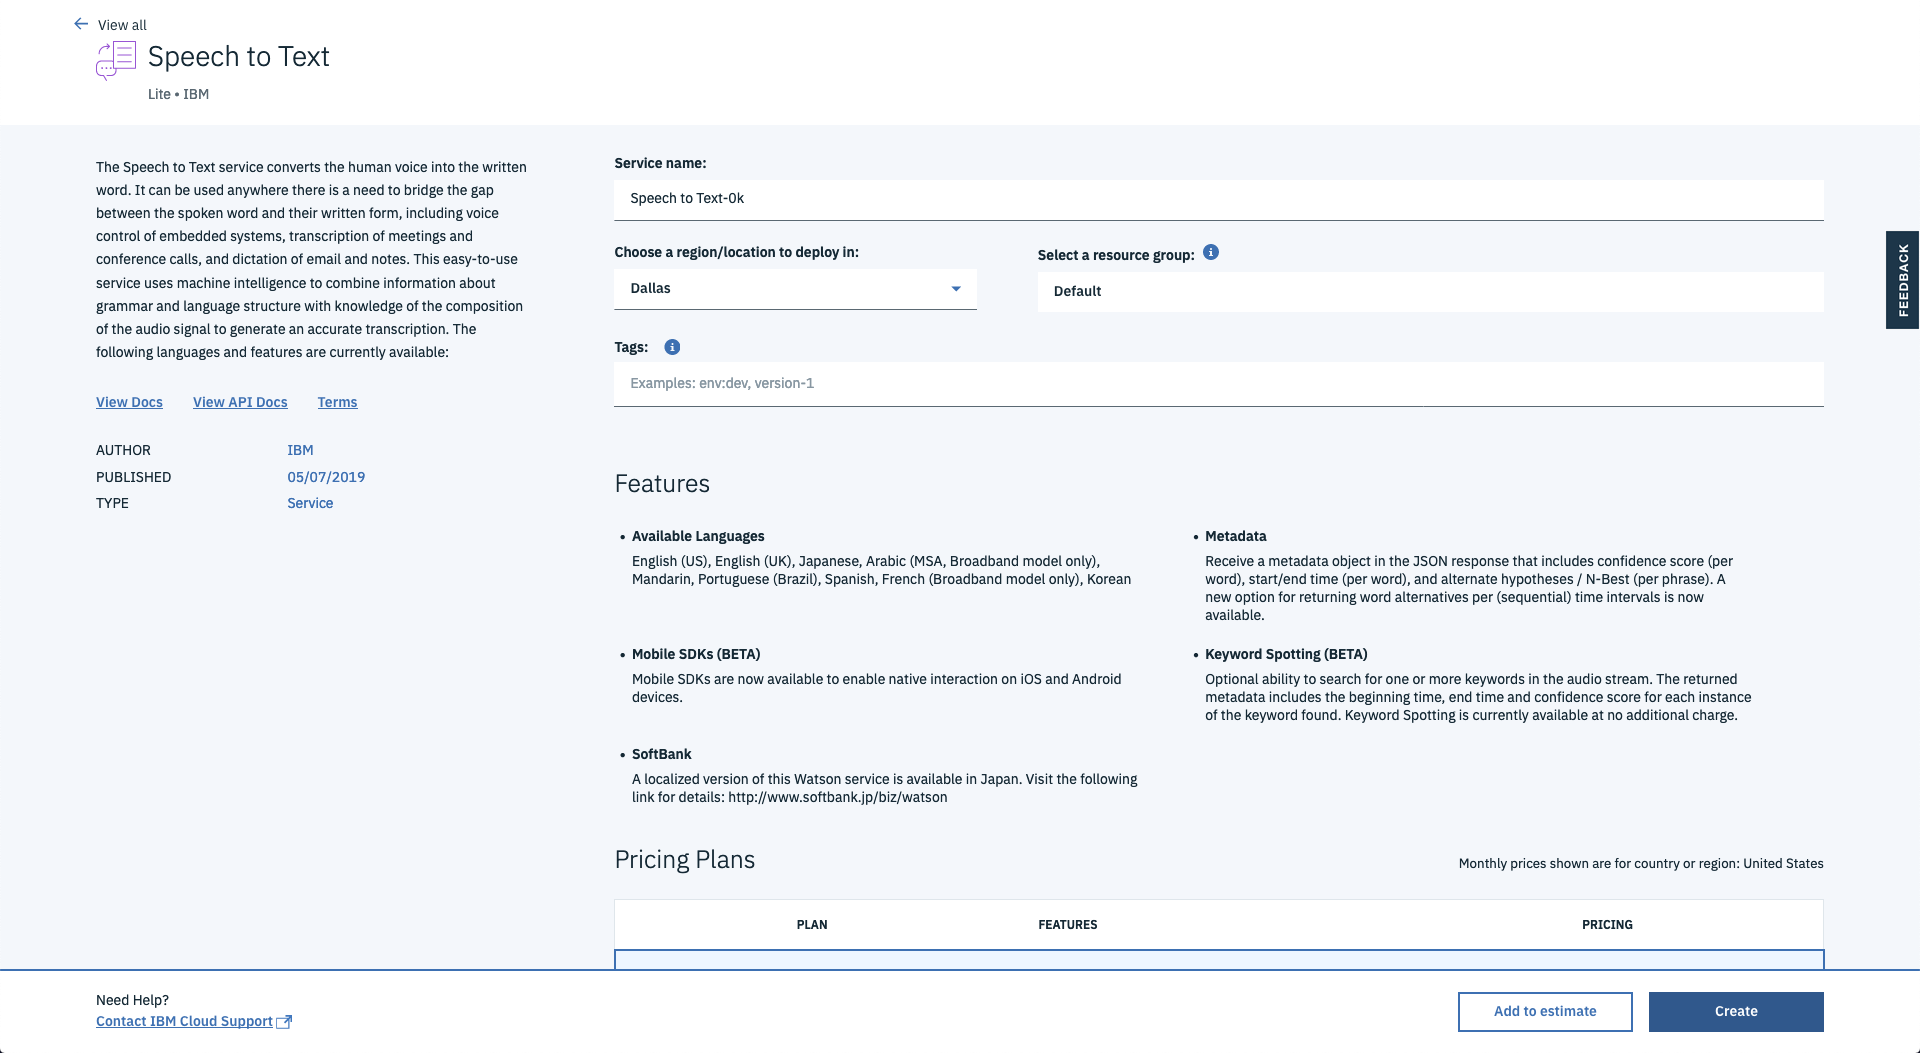 View all
Speech to Text
Lite • IBM
The Speech to Text service converts the human voice into the written
word. It can be used anywhere there is a need to bridge the gap
between the spoken word and their written form, including voice
control of embedded systems, transcription of meetings and
conference calls, and dictation of email and notes. This easy-to-use
service uses machine intelligence to combine information about
grammar and language structure with knowledge of the composition
of the audio signal to generate an accurate transcription. The
following languages and features are currently available:
View Docs View API Docs Terms
AUTHOR IBM
PUBLISHED 05/07/2019
TYPE Service
Service name:
Speech to Text-0k
Choose a region/location to deploy in:
Dallas
Select a resource group:
Default
Tags:
Examples: env:dev, version-1
FEEDBACK
Features
• Available Languages
English (US), English (UK), Japanese, Arabic (MSA, Broadband model only),
Mandarin, Portuguese (Brazil), Spanish, French (Broadband model only), Korean
• Metadata
Receive a metadata object in the JSON response that includes confidence score (per
word), start/end time (per word), and alternate hypotheses / N-Best (per phrase). A
new option for returning word alternatives per (sequential) time intervals is now
available.
• Mobile SDKs (BETA)
Mobile SDKs are now available to enable native interaction on iOS and Android
devices.
• Keyword Spotting (BETA)
Optional ability to search for one or more keywords in the audio stream. The returned
metadata includes the beginning time, end time and confidence score for each instance
of the keyword found. Keyword Spotting is currently available at no additional charge.
• SoftBank
A localized version of this Watson service is available in Japan. Visit the following
link for details: http://www.softbank.jp/biz/watson
Pricing Plans
Monthly prices shown are for country or region: United States
PLAN FEATURES PRICING
Need Help?
Contact IBM Cloud Support
Add to estimate
Create